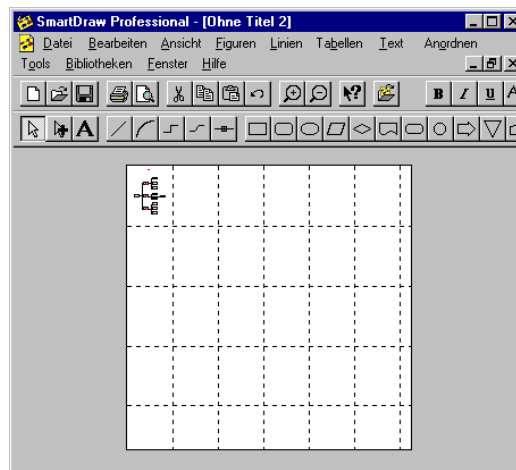 SmartDraw Professional - [Ohne Titel 2]
Datei Bearbeiten Ansicht Figuren Linien Tabellen Text Anordnen
Tools Bibliotheken Fenster Hilfe
B I U A
A